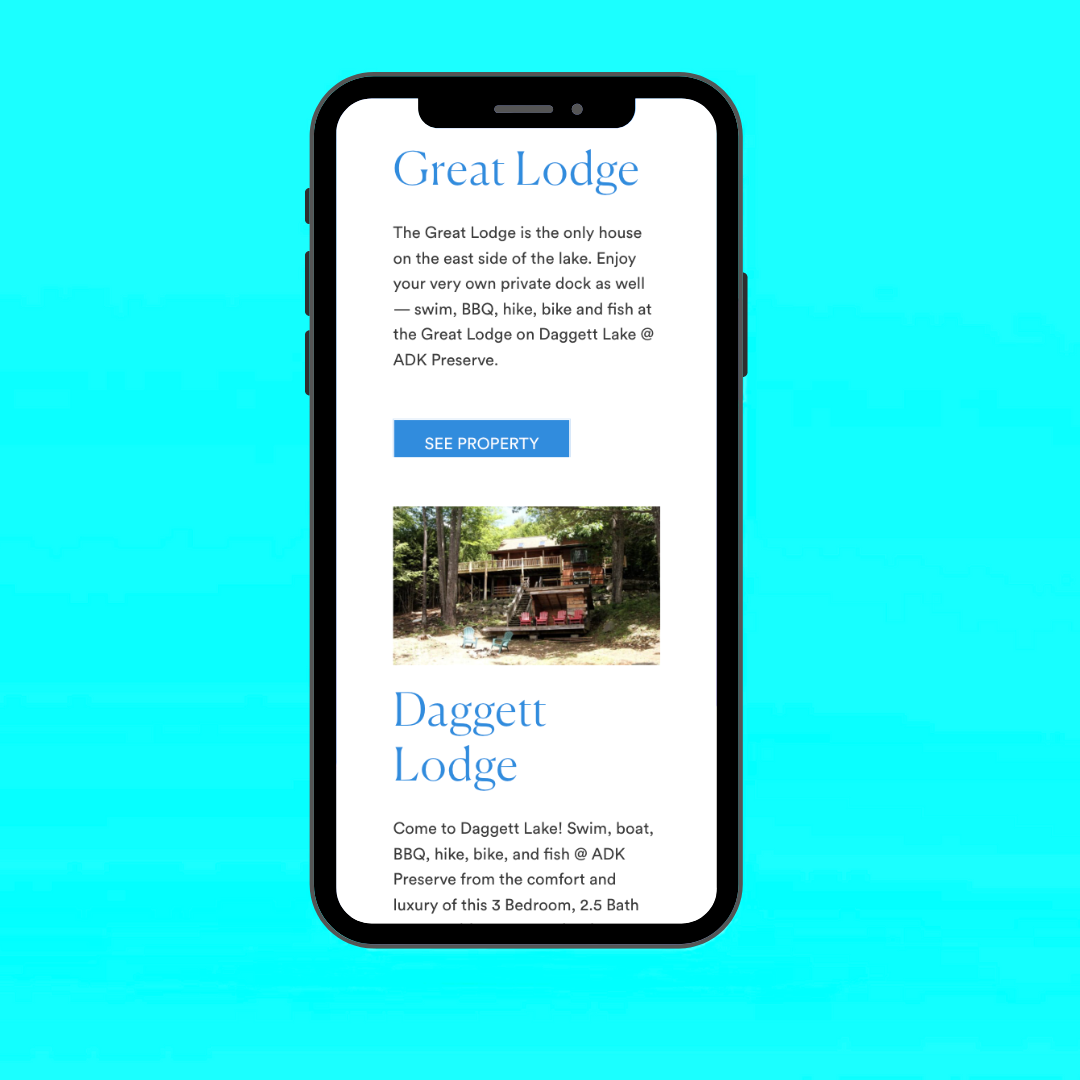 Great Lodge
The Great Lodge is the only house
on the east side of the lake. Enjoy
your very own private dock as well
— swim, BBQ, hike, bike and fish at
the Great Lodge on Daggett Lake @
ADK Preserve.
SEE PROPERTY
Daggett
Lodge
Come to Daggett Lake! Swim, boat,
BBQ, hike, bike, and fish @ ADK
Preserve from the comfort and
luxury of this 3 Bedroom, 2.5 Bath